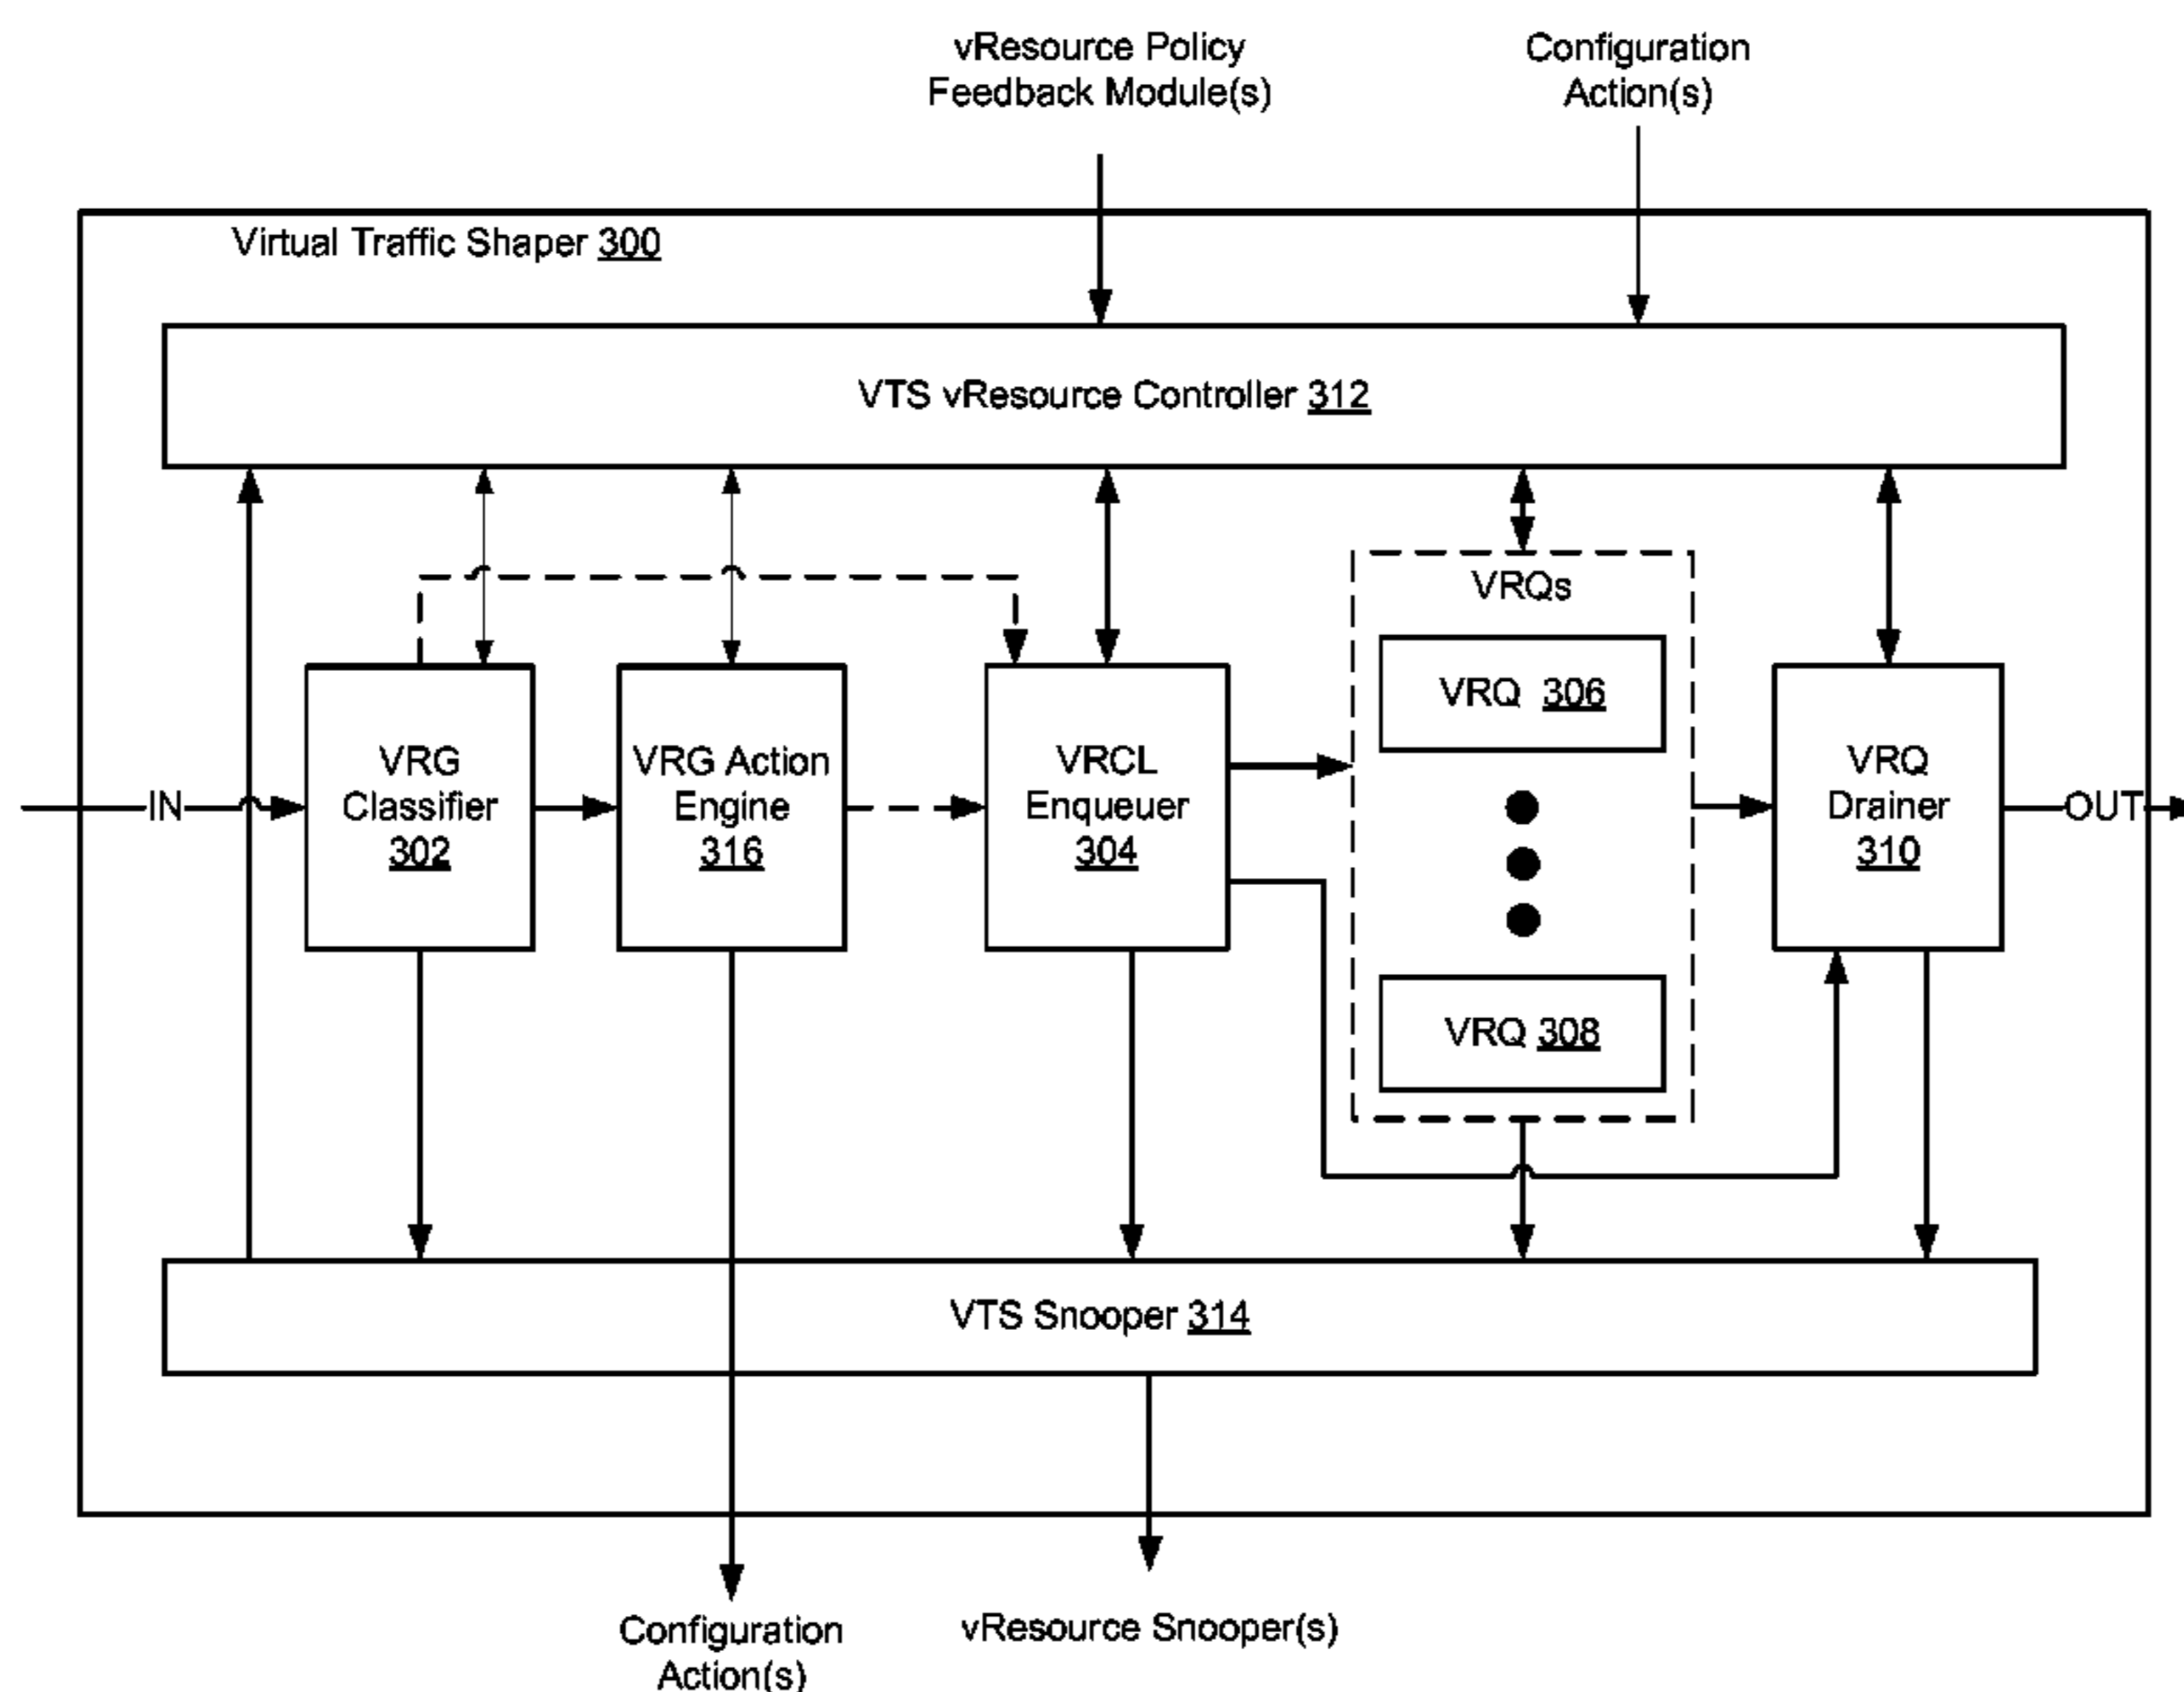 vResource Policy
Feedback Module(s)
Configuration
Action(s)
Virtual Traffic Shaper 300
VTS vResource Controller 312
VRQs
VRQ 306
VRG
Classifier
302
VRG Action
Engine
316
VRCL
Enqueuer
304
VRQ
Drainer
310
IN
OUT
VRQ 308
VTS Snooper 314
Configuration
Action(s)
vResource Snooper(s)